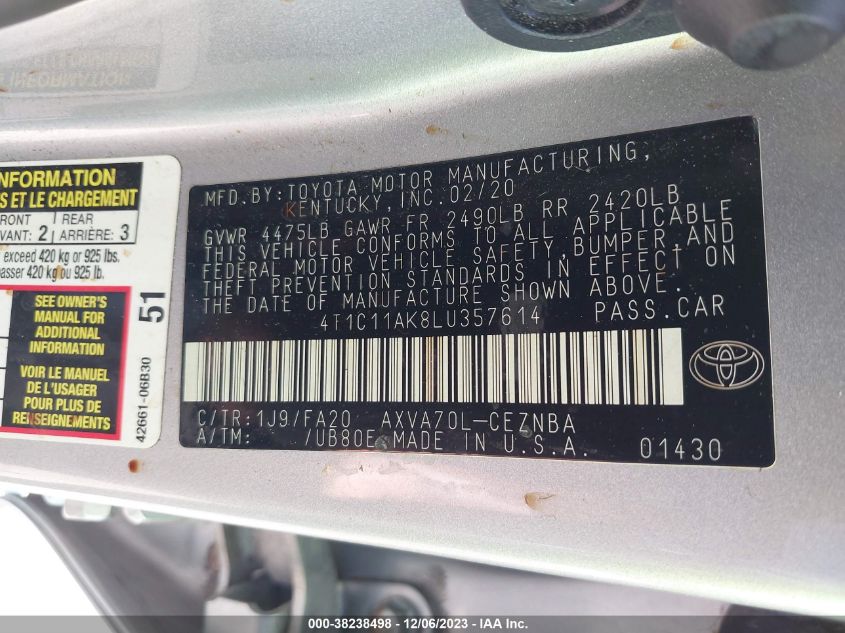 INFORMATION
NFORMATION
S ET LE CHARGEMENT
FRONT REAR
VANT: 2 ARRIÈRE: 3
exceed 420 kg or 925 lbs.
passer 420 kg ou 925 lb.
SEE OWNER'S
MANUAL FOR
ADDITIONAL
INFORMATION
VOIR LE MANUEL
DE L'USAGER
POUR PLUS DE
RENSEIGNEMENTS
51
42661-06B30
MFD.BY:TOYOTA MOTOR MANUFACTURING,
KENTUCKY, INC. 02/20
GVWR 4475LB GAWR FR 2490LB RR 2420LB
THIS VEHICLE CONFORMS TO ALL APPLICABLE
FEDERAL MOTOR VEHICLE SAFETY,BUMPER,AND
THEFT PREVENTION STANDARDS IN EFFECT ON
THE DATE OF MANUFACTURE SHOWN ABOVE.
4T1C11AK8LU357614 PASS.CAR
C/TR:1J9/FA20 AXVA70L-CEZNBA
A/TM: /UB80E MADE IN U.S.A. 01430
000-38238498 - 12/06/2023 - IAA Inc.